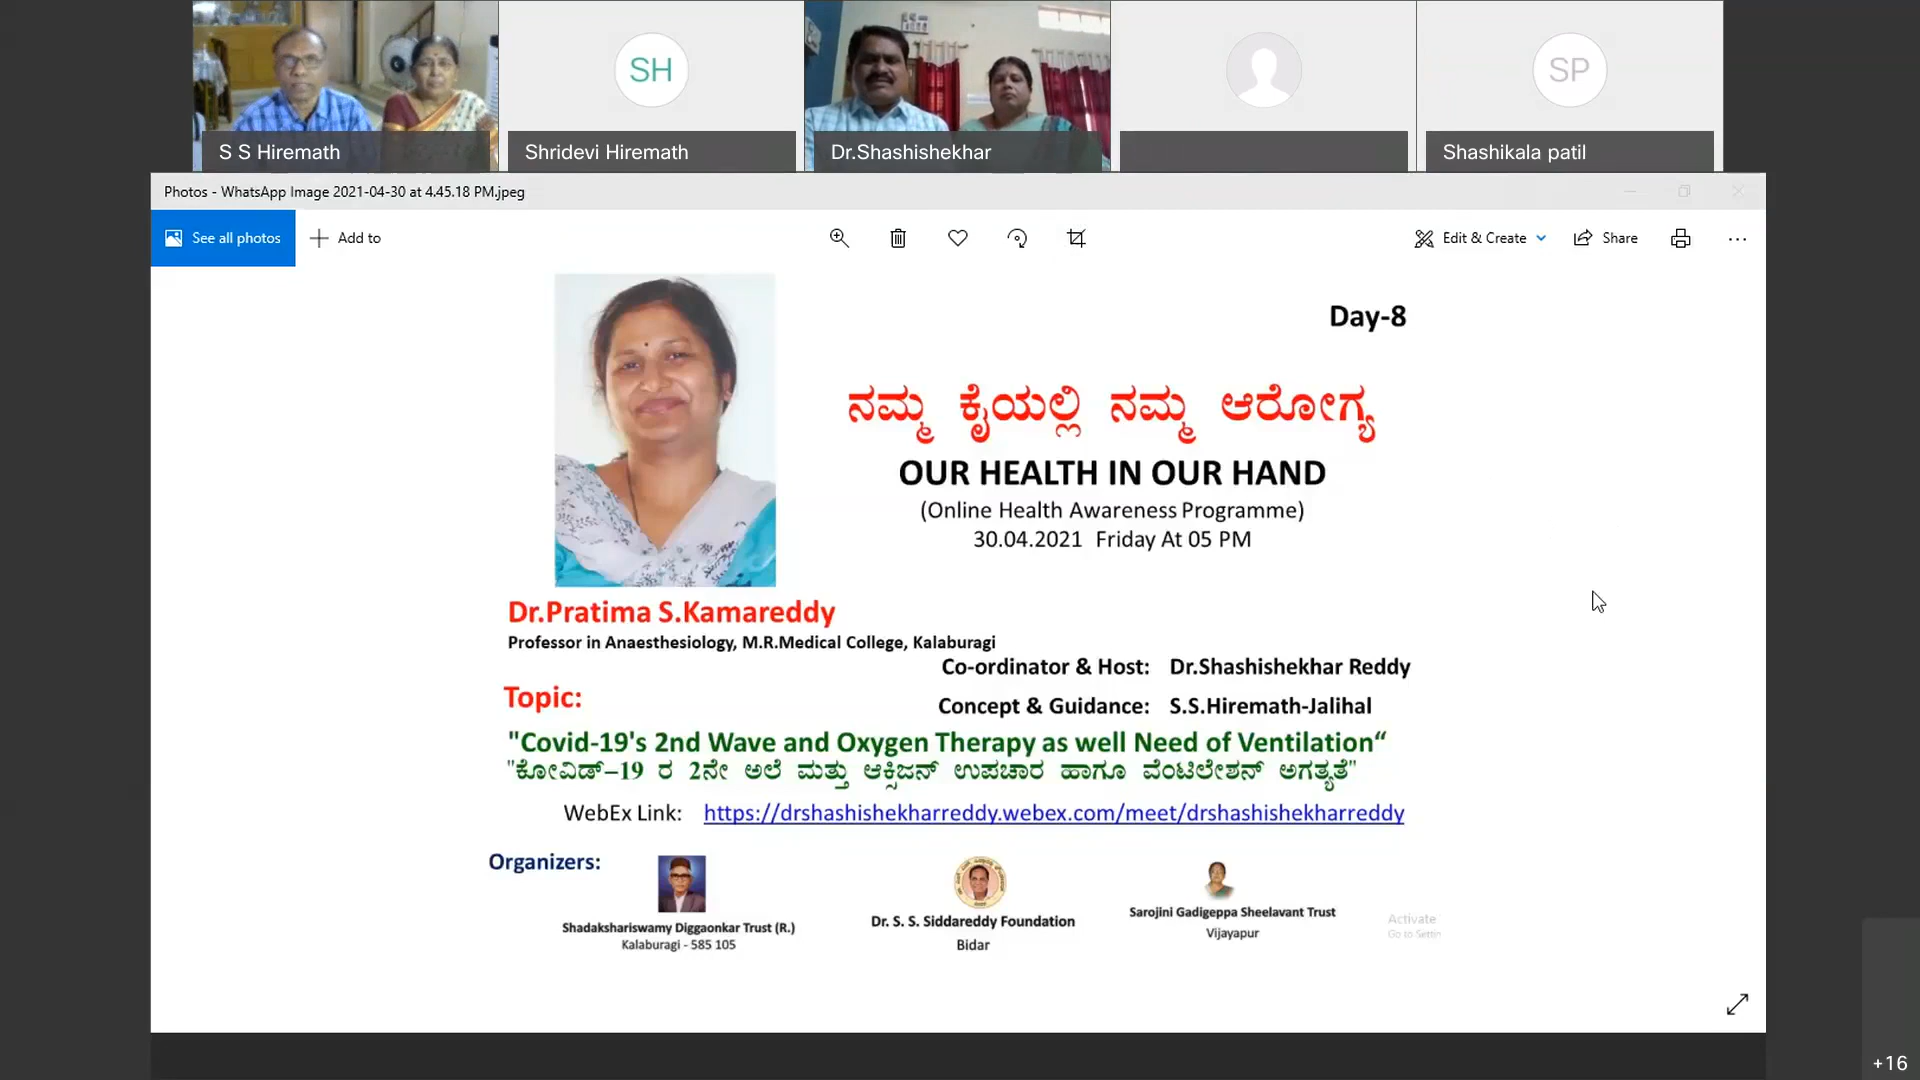 S S Hiremath
SH
Shridevi Hiremath
Dr.Shashishekhar
SP
Shashikala patil
Photos - WhatsApp Image 2021-04-30 at 4.45.18 PM.jpeg
See all photos
Add to
Edit & Create
Share
Day-8
ನಮ್ಮ ಕೈಯಲ್ಲಿ ನಮ್ಮ ಆರೋಗ್ಯ
OUR HEALTH IN OUR HAND
(Online Health Awareness Programme)
30.04.2021 Friday At 05 PM
Dr.Pratima S.Kamareddy
Professor in Anaesthesiology, M.R.Medical College, Kalaburagi
Co-ordinator & Host: Dr.Shashishekhar Reddy
Topic:
Concept & Guidance: S.S.Hiremath-Jalihal
"Covid-19's 2nd Wave and Oxygen Therapy as well Need of Ventilation“
"ಕೋವಿಡ್–19 ರ 2ನೇ ಅಲೆ ಮತ್ತು ಆಕ್ಸಿಜನ್ ಉಪಚಾರ ಹಾಗೂ ವೆಂಟಿಲೇಶನ್ ಅಗತ್ಯತೆ"
WebEx Link: https://drshashishekharreddy.webex.com/meet/drshashishekharreddy
Organizers:
Shadakshariswamy Diggaonkar Trust (R.)
Kalaburagi - 585 105
Dr. S. S. Siddareddy Foundation
Bidar
Sarojini Gadigeppa Sheelavant Trust
Vijayapur
Activate
Go to Settin
+16